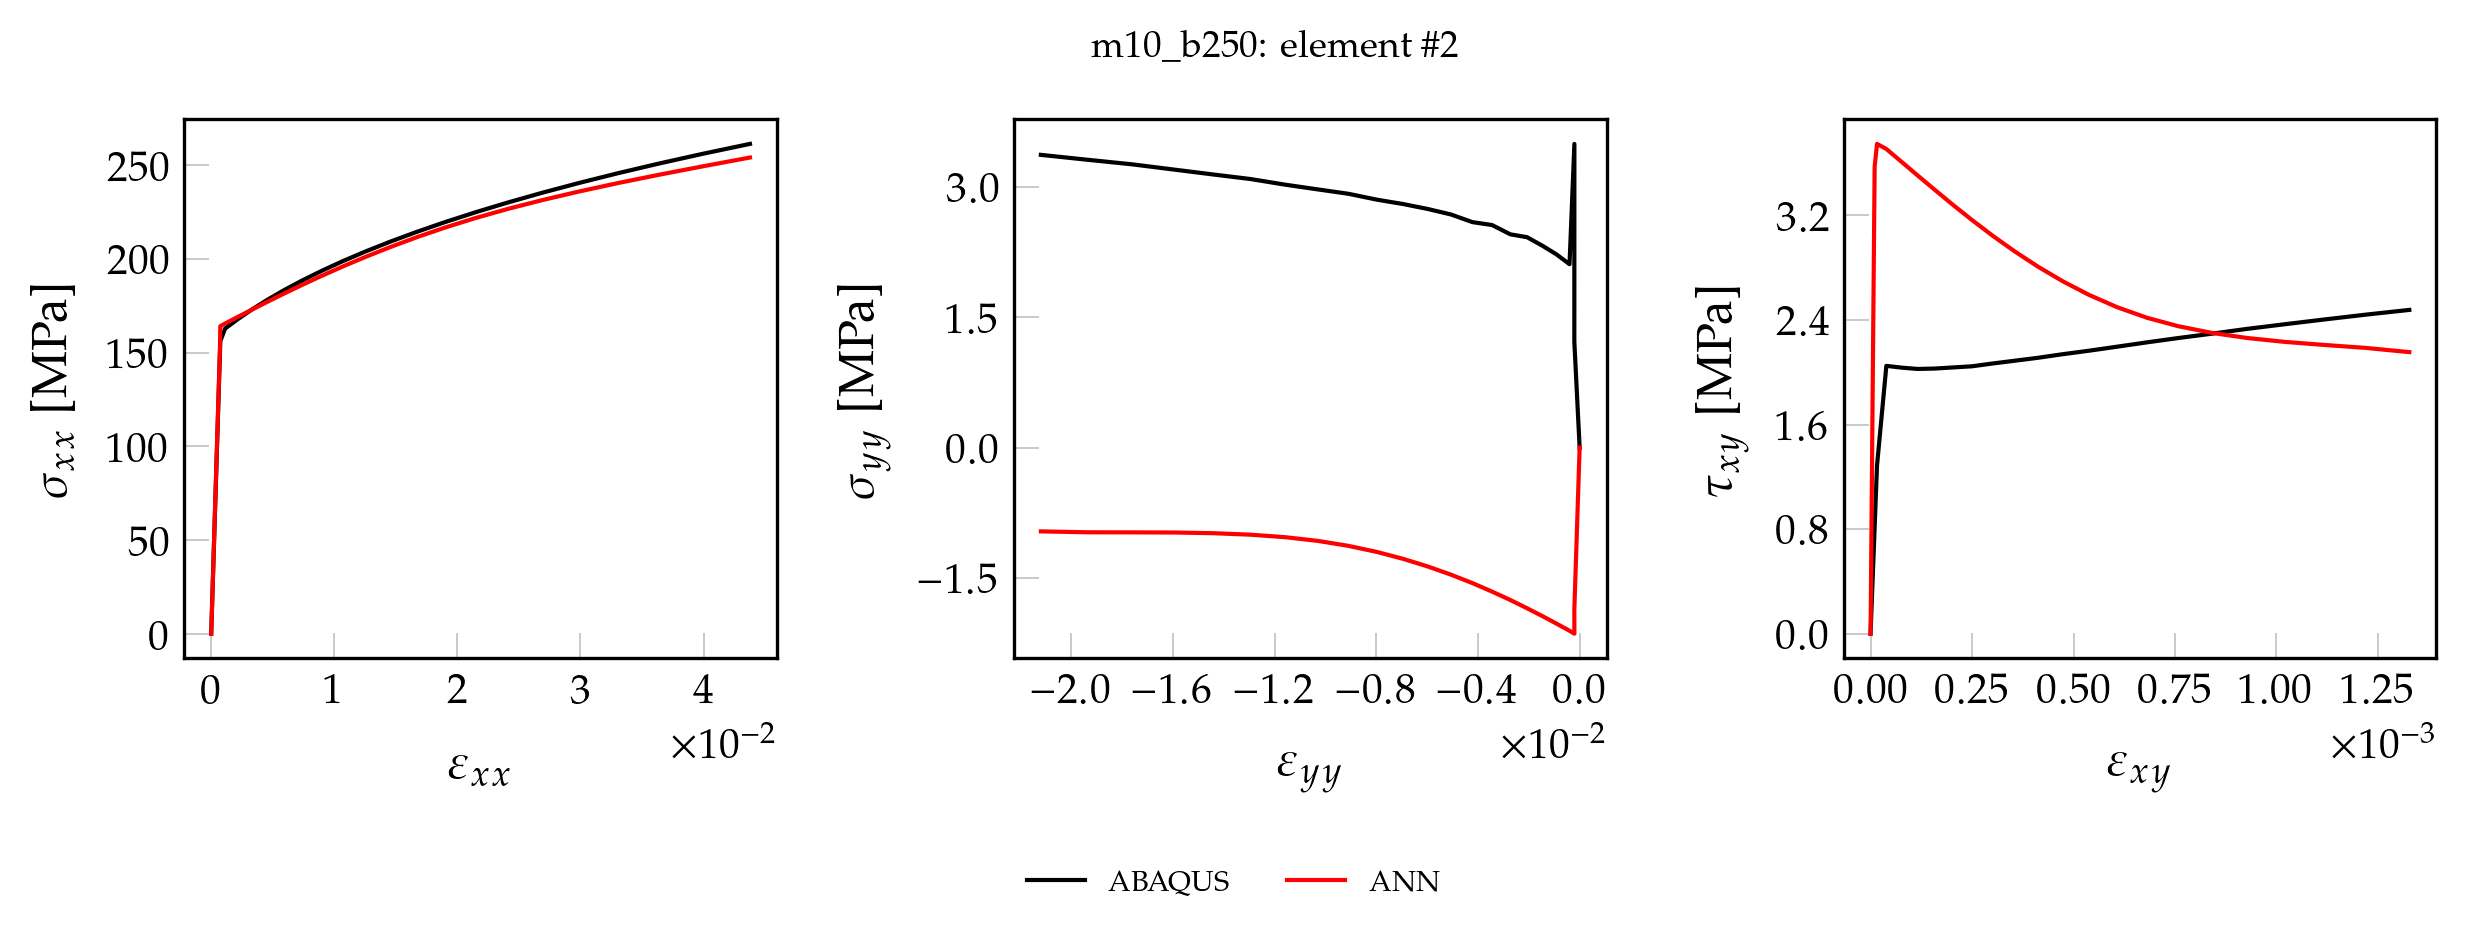 m10_b250: element #2
σxx [MPa]
250
200
150
100
50
0
0 1 2 3 4
×10−2
εxx
σyy [MPa]
3.0
1.5
0.0
−1.5
−2.0 −1.6 −1.2 −0.8 −0.4 0.0
×10−2
εyy
τxy [MPa]
3.2
2.4
1.6
0.8
0.0
0.00 0.25 0.50 0.75 1.00 1.25
×10−3
εxy
ABAQUS ANN